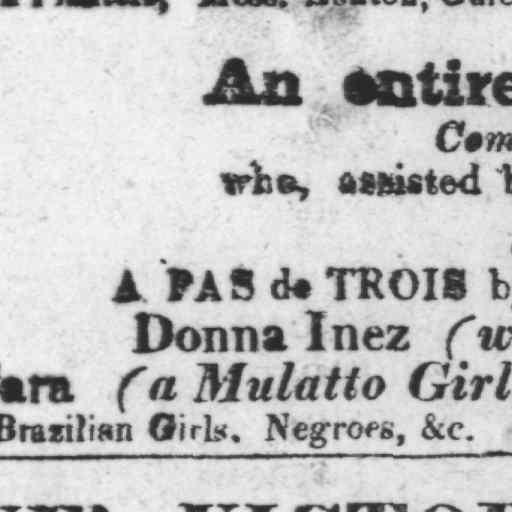 An entire
Com
who, assisted b
A PAS de TROIS b
Donna Inez (w
ara (a Mulatto Girl
Brazilian Girls. Negroes, &c.